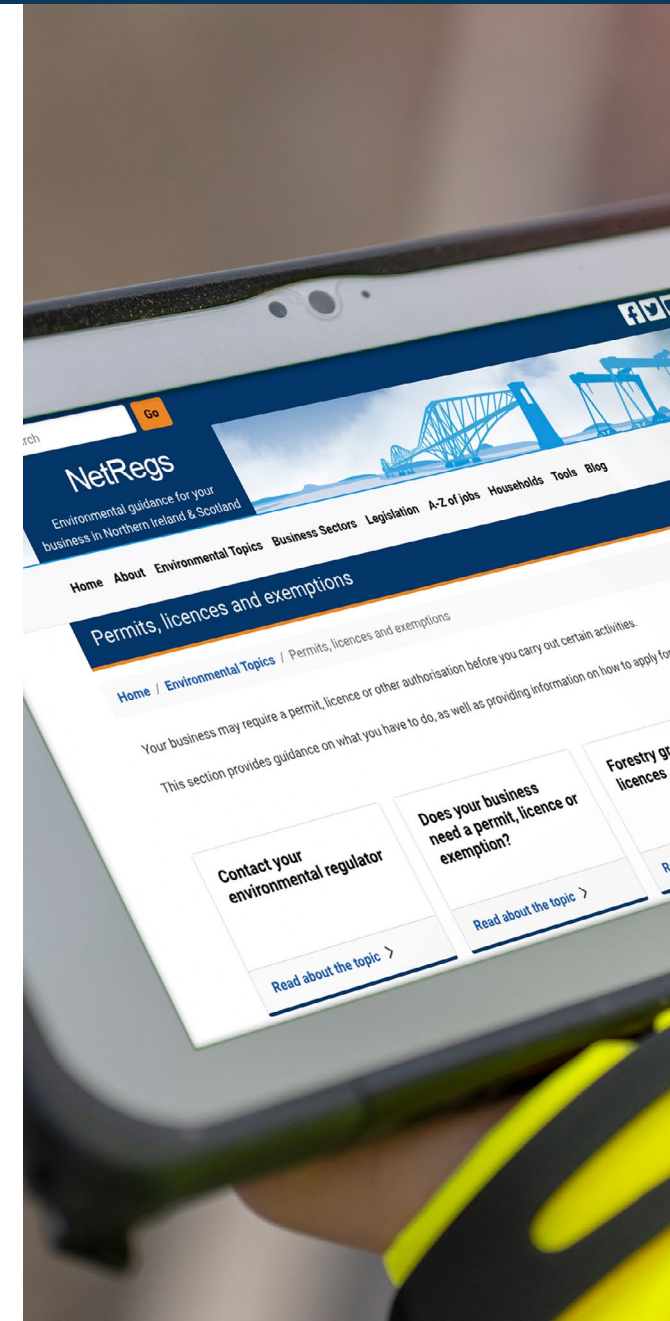 Go
NetRegs
Environmental guidance for your
business in Northern Ireland & Scotland
Home About Environmental Topics Business Sectors Legislation A-Z of jobs Households Tools Blog
Permits, licences and exemptions
Home / Environmental Topics / Permits, licences and exemptions
Your business may require a permit, licence or other authorisation before you carry out certain activities.
This section provides guidance on what you have to do, as well as providing information on how to apply for
Contact your
environmental regulator
Read about the topic
Does your business
need a permit, licence or
exemption?
Read about the topic
Forestry
licences